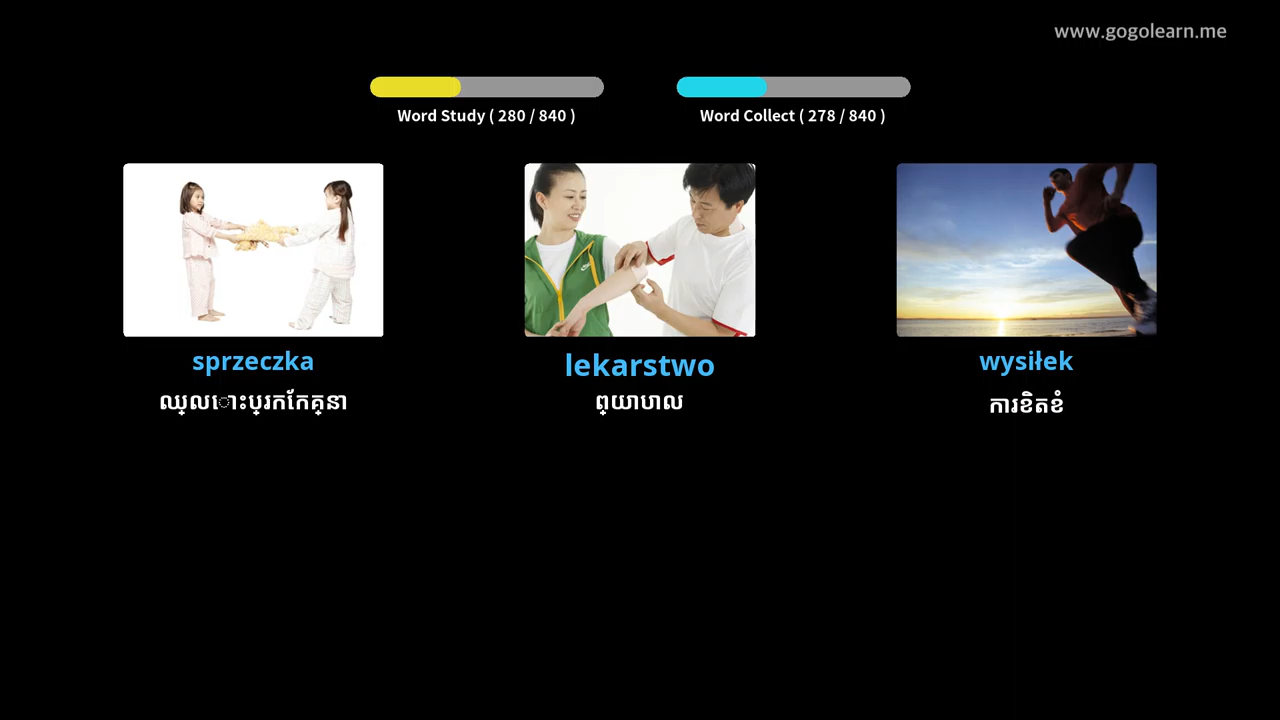 www.gogolearn.me
Word Study ( 280 / 840 )
Word Collect ( 278 / 840 )
sprzeczka
lekarstwo
wysiłek
ឈ្លោះប្រកែកគ្នា
ព្យាបាល
ការខិតខំ